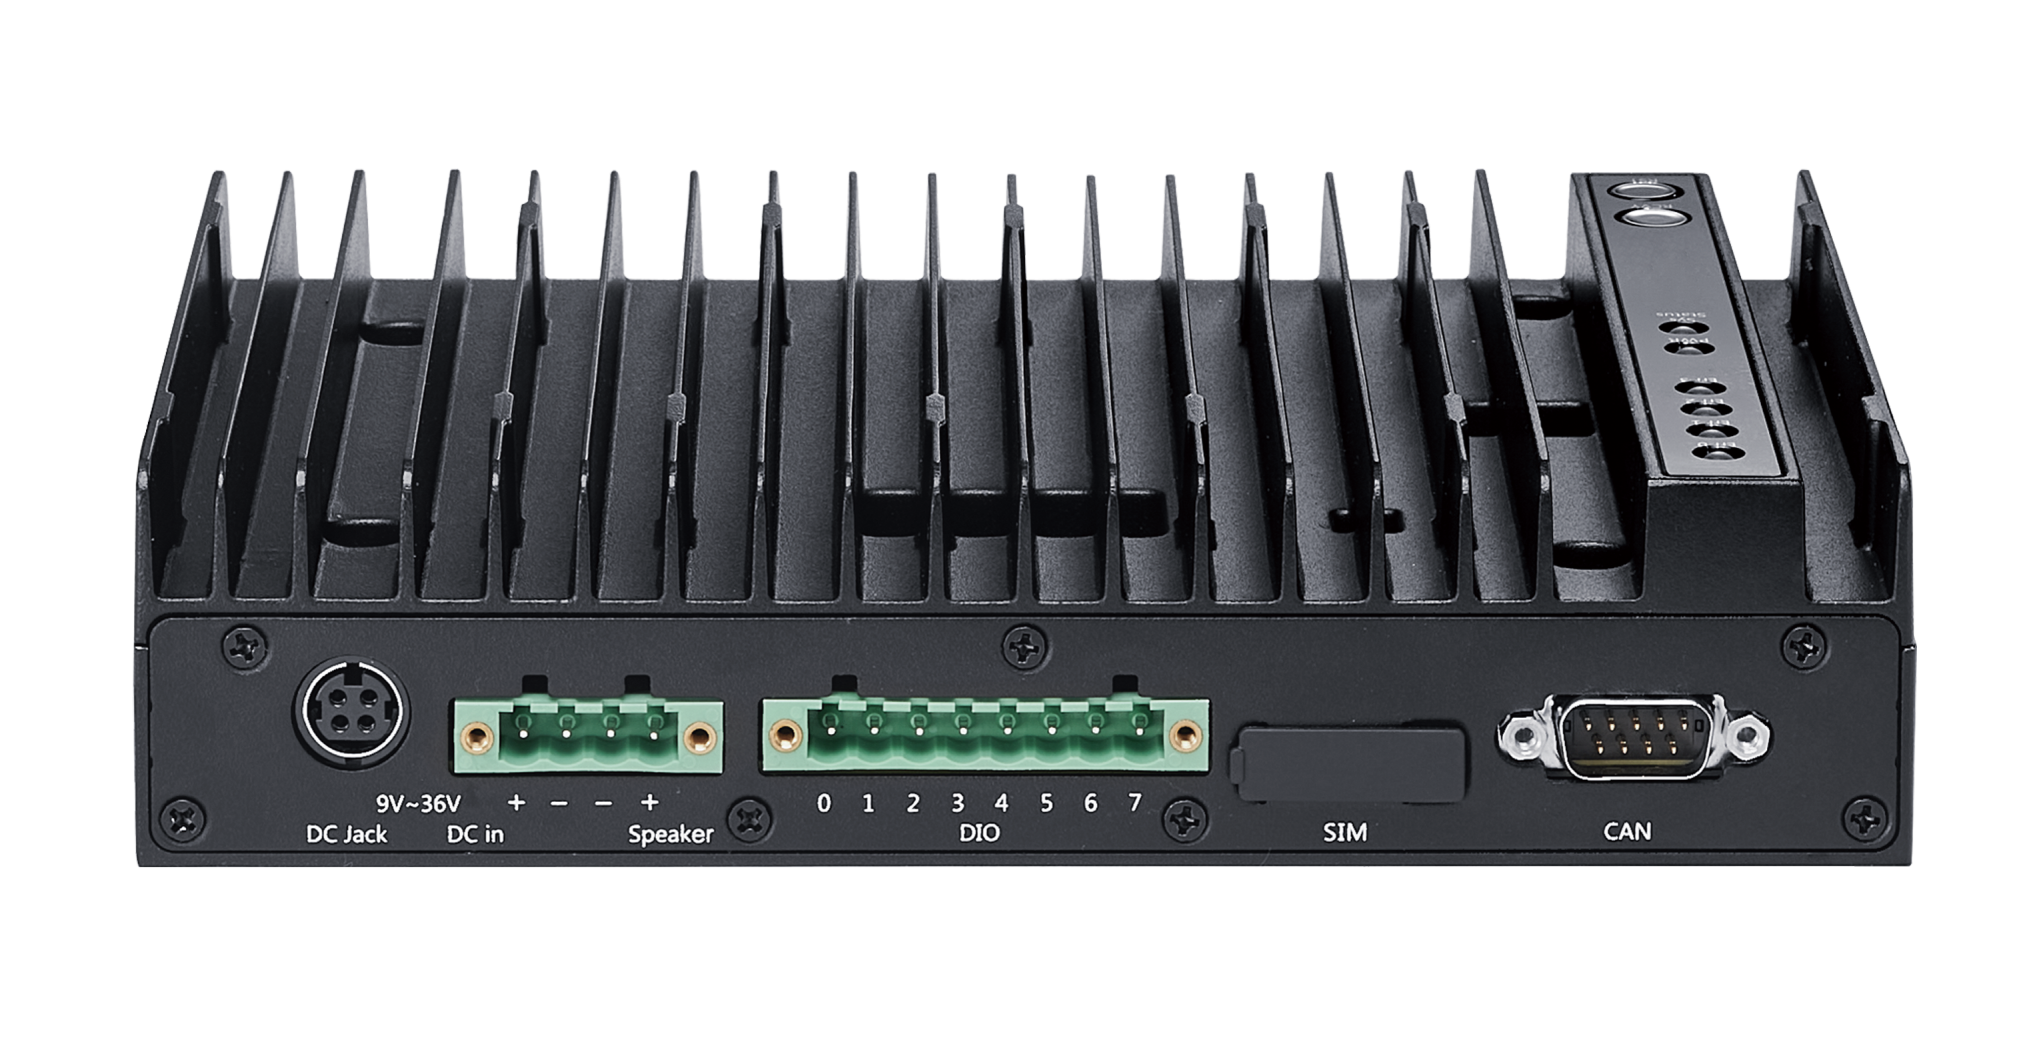 Status
Sys
9V~36V + − − + 0 1 2 3 4 5 6 7
DC Jack DC in Speaker DIO SIM CAN